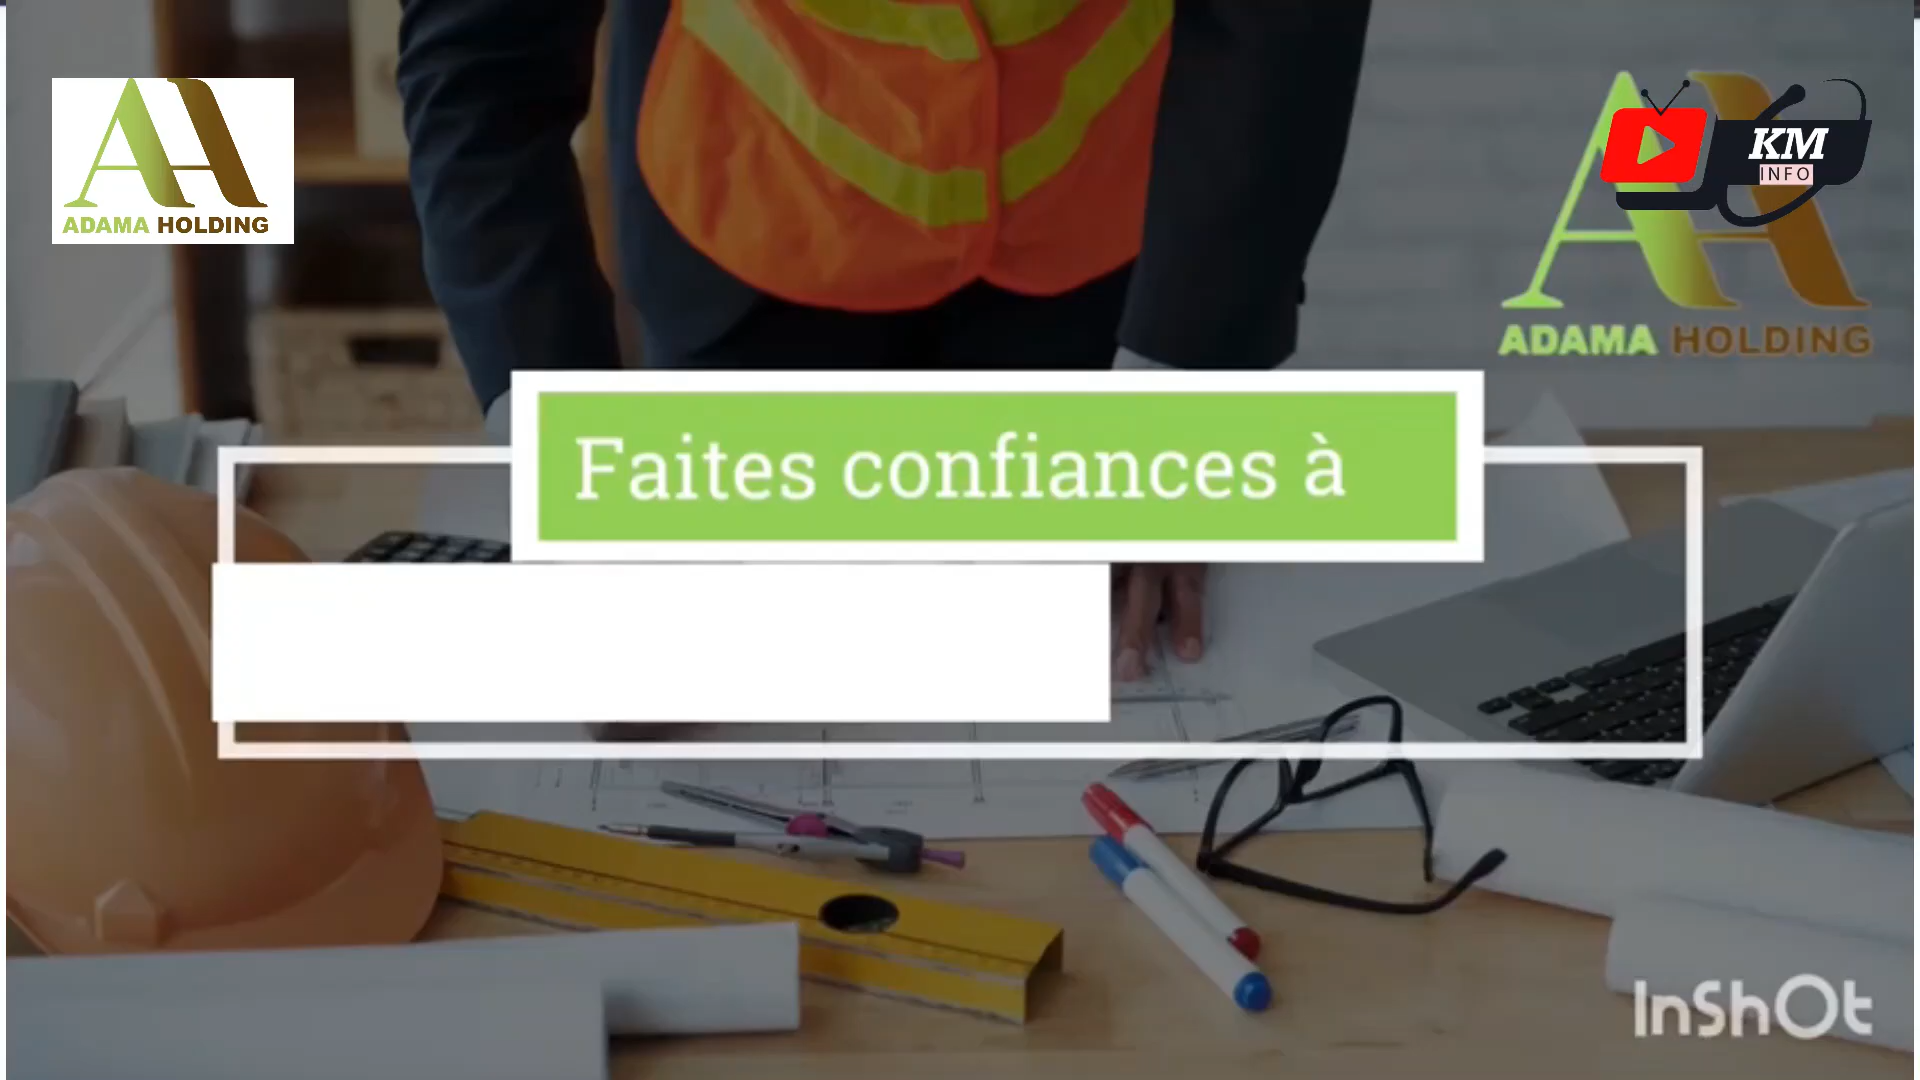 ADAMA HOLDING
KM
INFO
ADAMA HOLDING
Faites confiances à
InShOt